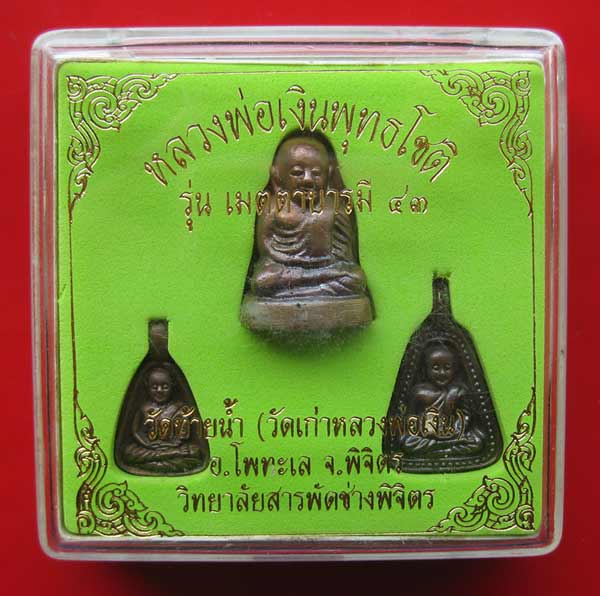 หลวงพ่อเงินพุทธโชติ
รุ่น เมตตาบารมี ๔๓
วัดท้ายน้ำ (วัดเก่าหลวงพ่อเงิน)
อ.โพทะเล จ.พิจิตร
วิทยาลัยสารพัดช่างพิจิตร